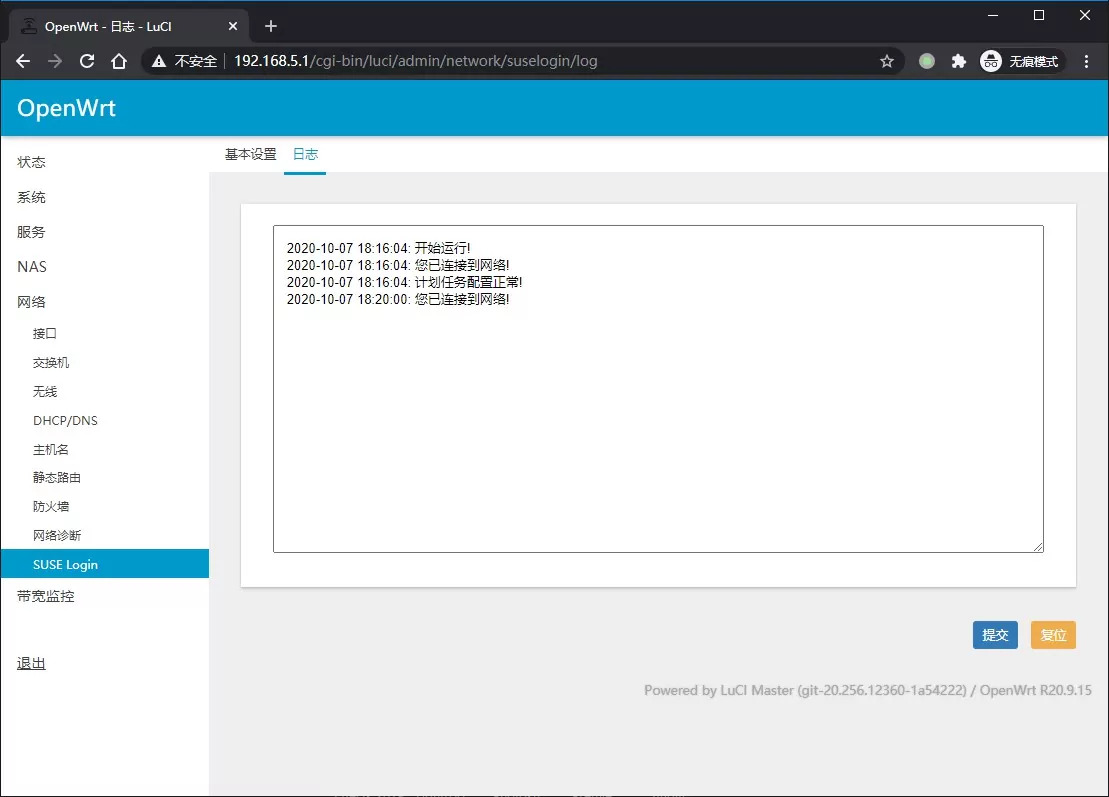 OpenWrt - 日志 - LuCI
不安全
192.168.5.1/cgi-bin/luci/admin/network/suselogin/log
无痕模式
OpenWrt
状态
系统
服务
NAS
网络
接口
交换机
无线
DHCP/DNS
主机名
静态路由
防火墙
网络诊断
SUSE Login
带宽监控
退出
基本设置
日志
2020-10-07 18:16:04: 开始运行!
2020-10-07 18:16:04: 您已连接到网络!
2020-10-07 18:16:04: 计划任务配置正常!
2020-10-07 18:20:00: 您已连接到网络!
提交
复位
Powered by LuCI Master (git-20.256.12360-1a54222) / OpenWrt R20.9.15